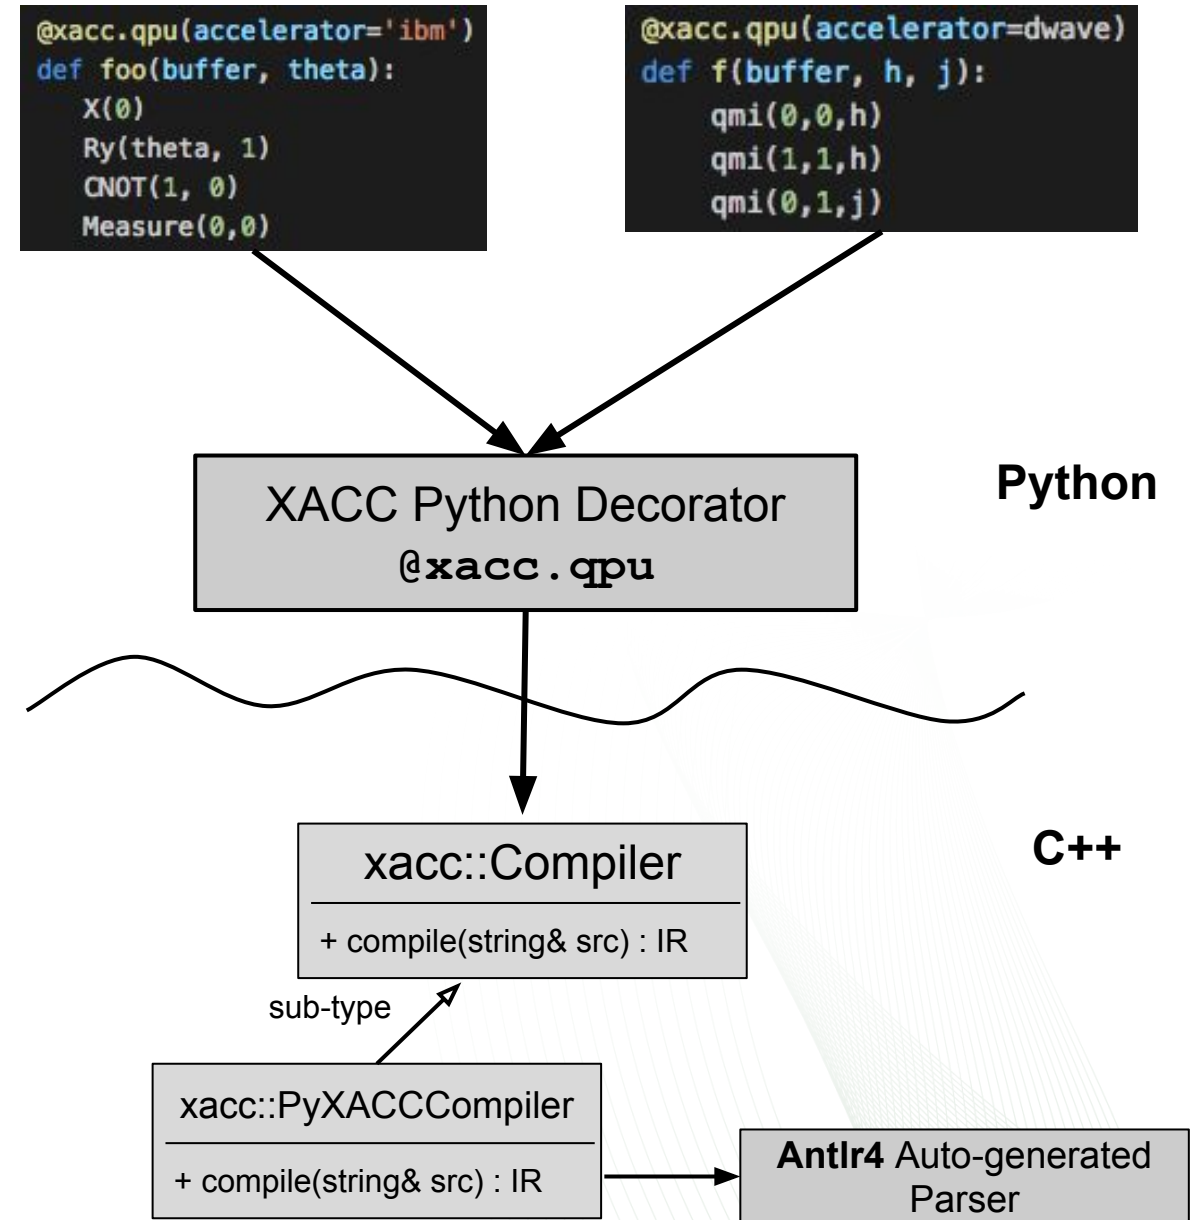 @xacc.qpu(accelerator='ibm')
def foo(buffer, theta):
X(0)
Ry(theta, 1)
CNOT(1, 0)
Measure(0,0)
@xacc.qpu(accelerator=dwave)
def f(buffer, h, j):
qmi(0,0,h)
qmi(1,1,h)
qmi(0,1,j)
Python
XACC Python Decorator
@xacc.qpu
C++
xacc::Compiler
+ compile(string& src) : IR
sub-type
xacc::PyXACCCompiler
+ compile(string& src) : IR
Antlr4 Auto-generated
Parser